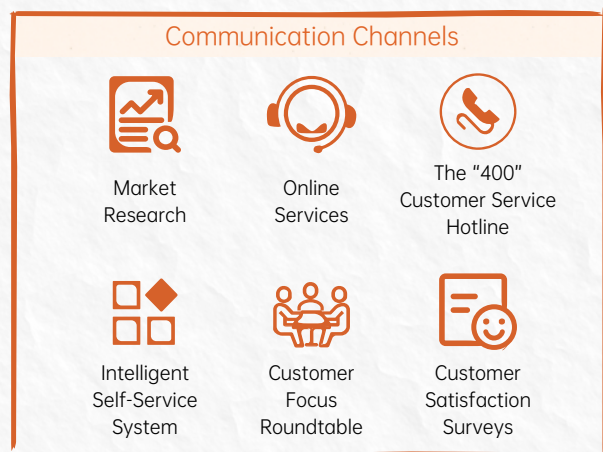 Communication Channels
Market
Research
Online
Services
The "400"
Customer Service
Hotline
Intelligent
Self-Service
System
Customer
Focus
Roundtable
Customer
Satisfaction
Surveys